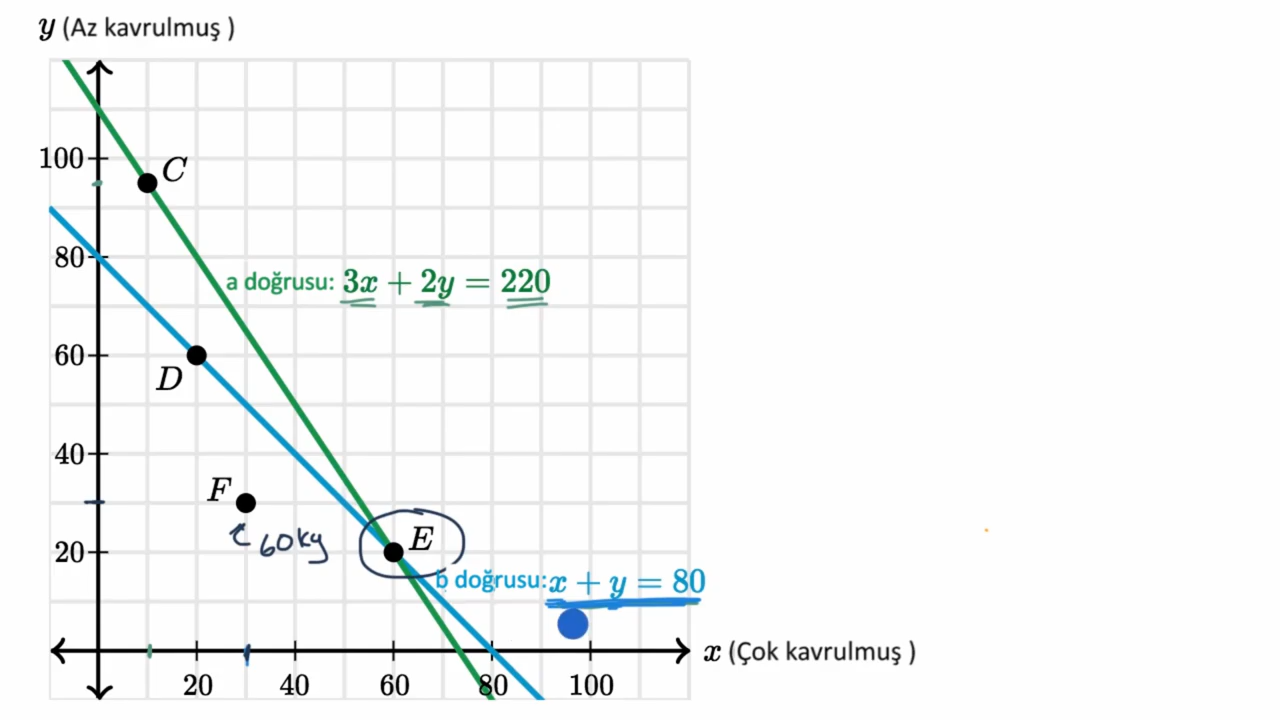 y (Az kavrulmuş )
100
C
80
a doğrusu: 3x + 2y = 220
60
D
40
F
60kg
E
20
b doğrusu: x + y = 80
x (Çok kavrulmuş )
20 40 60 80 100